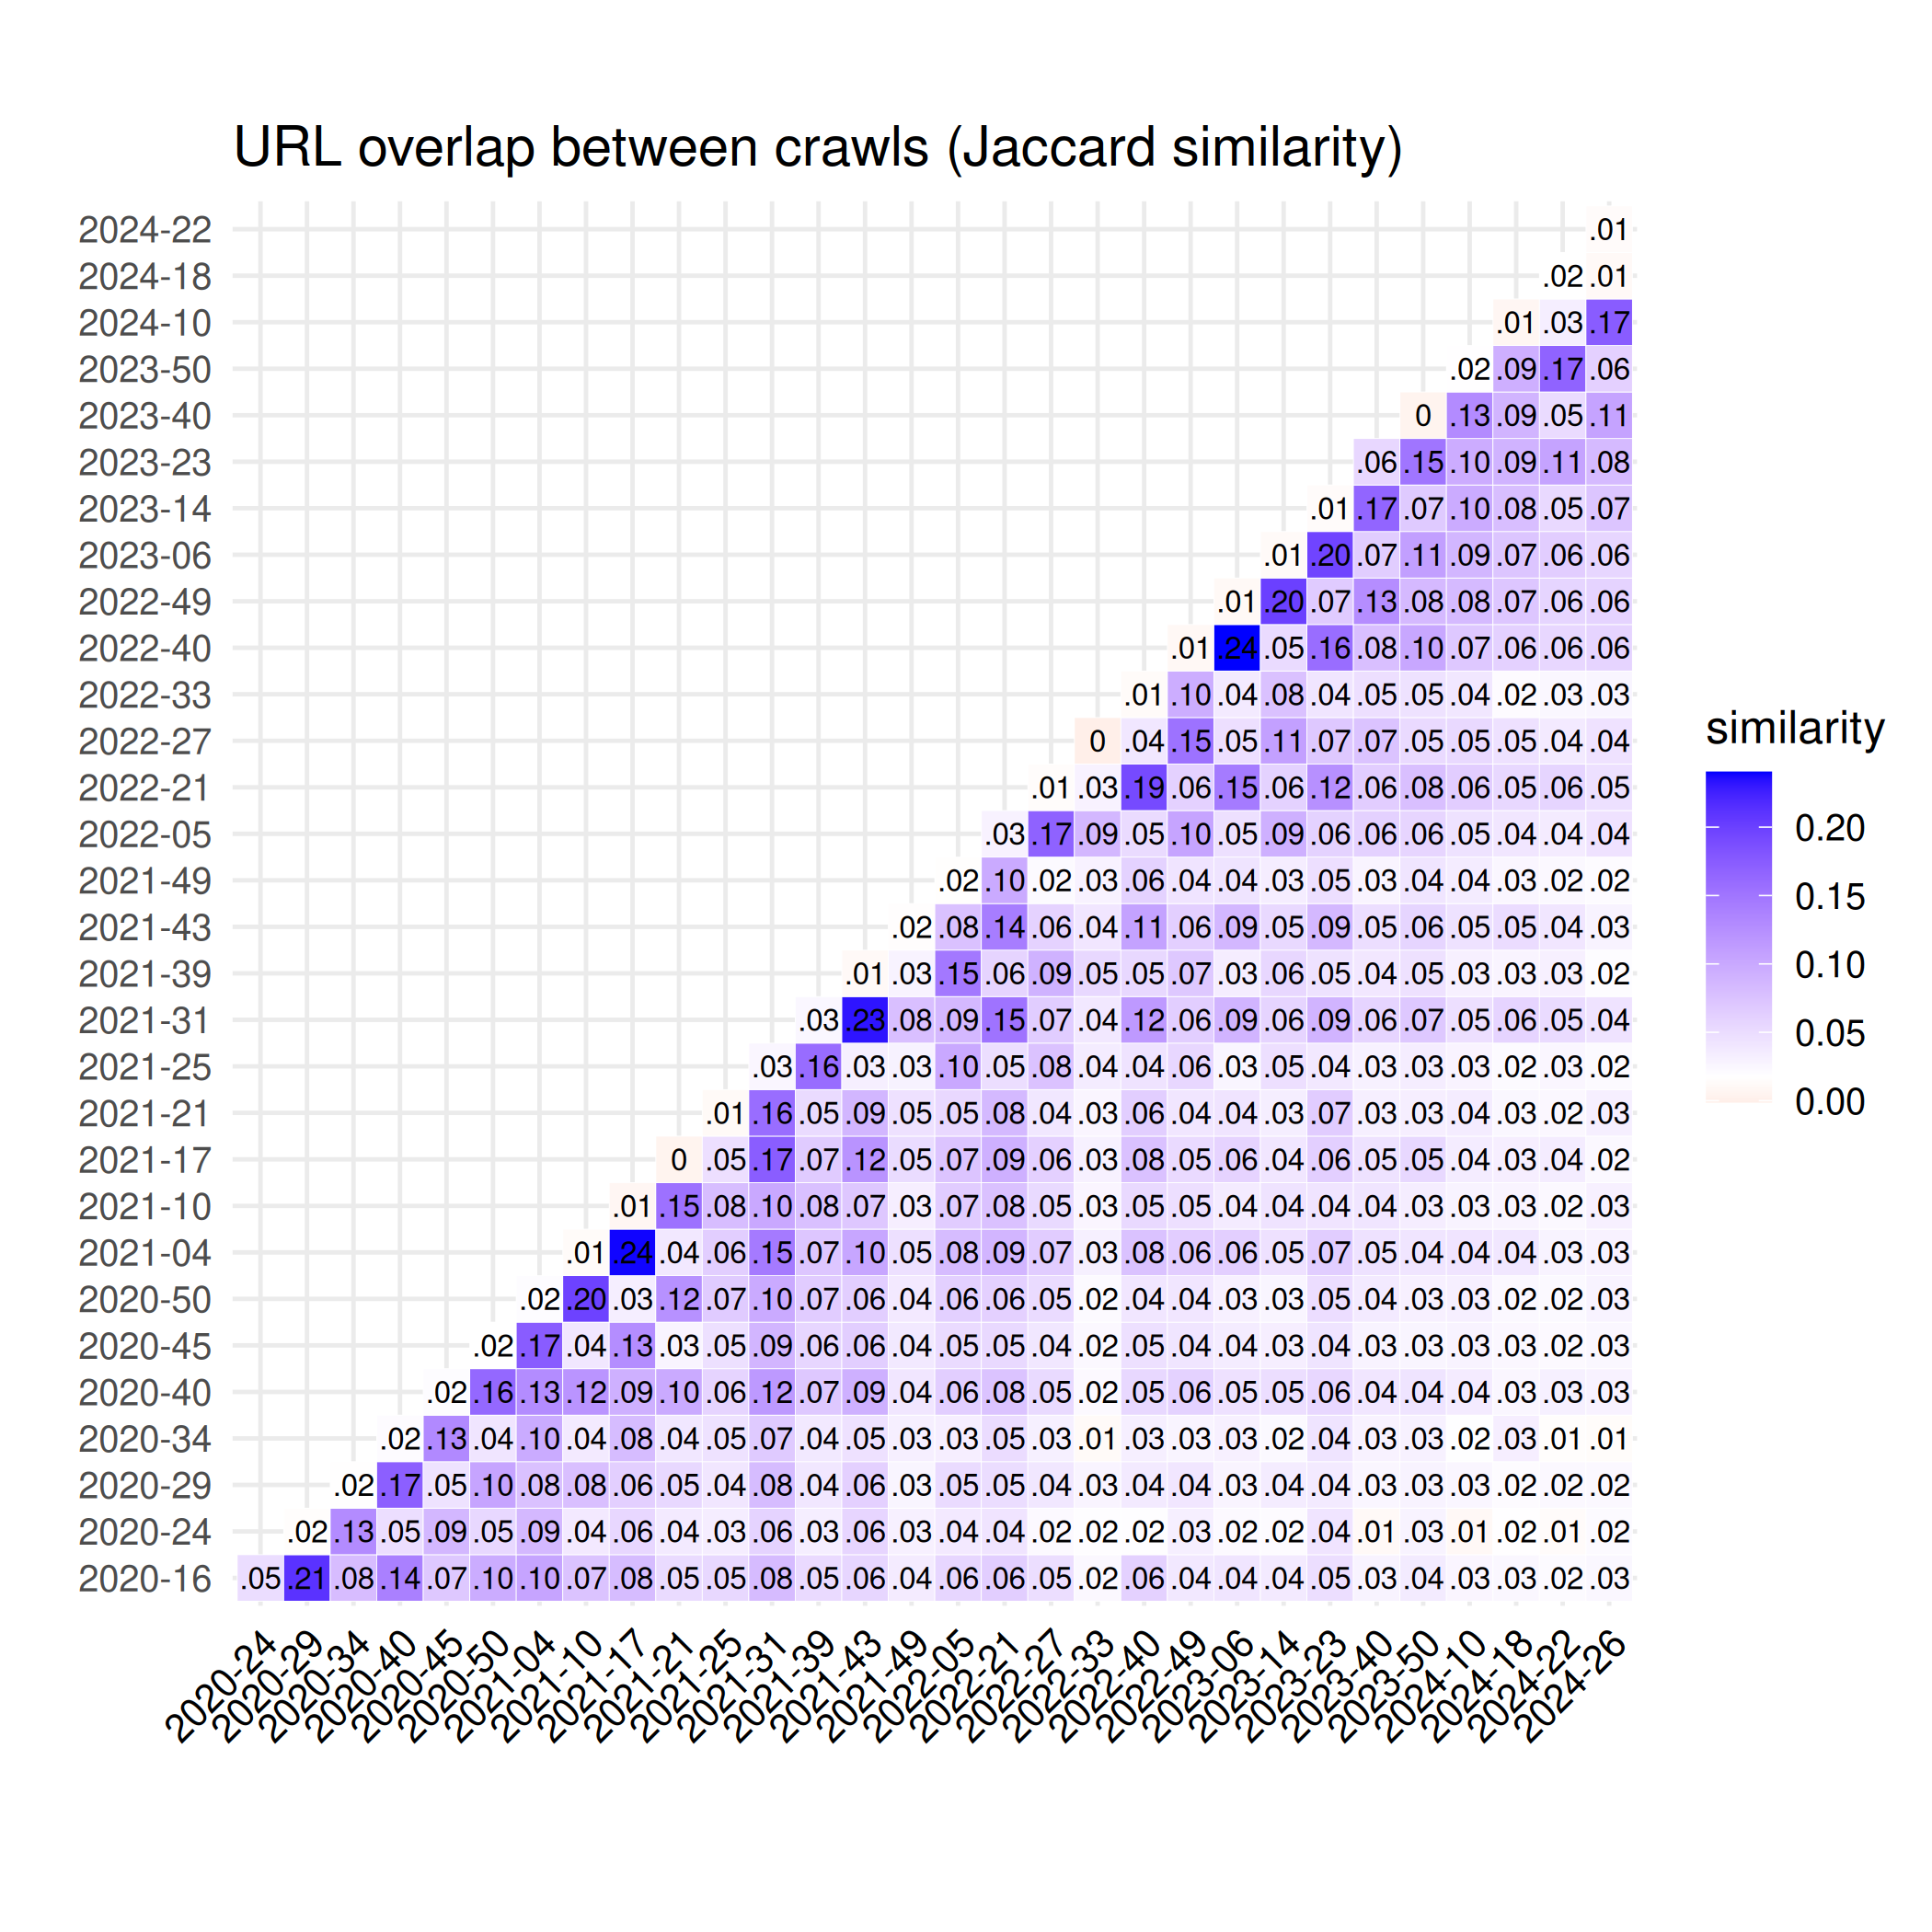 URL overlap between crawls (Jaccard similarity)
2024-22 .01
2024-18 .02 .01
2024-10 .01 .03 .17
2023-50 .02 .09 .17 .06
2023-40 0 .13 .09 .05 .11
2023-23 .06 .15 .10 .09 .11 .08
2023-14 .01 .17 .07 .10 .08 .05 .07
2023-06 .01 .20 .07 .11 .09 .07 .06 .06
2022-49 .01 .20 .07 .13 .08 .08 .07 .06 .06
2022-40 .01 .24 .05 .16 .08 .10 .07 .06 .06 .06
2022-33 .01 .10 .04 .08 .04 .05 .05 .04 .02 .03 .03
2022-27 0 .04 .15 .05 .11 .07 .07 .05 .05 .05 .04 .04
2022-21 .01 .03 .19 .06 .15 .06 .12 .06 .08 .06 .05 .06 .05
2022-05 .03 .17 .09 .05 .10 .05 .09 .06 .06 .06 .05 .04 .04 .04
2021-49 .02 .10 .02 .03 .06 .04 .04 .03 .05 .03 .04 .04 .03 .02 .02
2021-43 .02 .08 .14 .06 .04 .11 .06 .09 .05 .09 .05 .06 .05 .05 .04 .03
2021-39 .01 .03 .15 .06 .09 .05 .05 .07 .03 .06 .05 .04 .05 .03 .03 .03 .02
2021-31 .03 .23 .08 .09 .15 .07 .04 .12 .06 .09 .06 .09 .06 .07 .05 .06 .05 .04
2021-25 .03 .16 .03 .03 .10 .05 .08 .04 .04 .06 .03 .05 .04 .03 .03 .03 .02 .03 .02
2021-21 .01 .16 .05 .09 .05 .05 .08 .04 .03 .06 .04 .04 .03 .07 .03 .03 .04 .03 .02 .03
2021-17 0 .05 .17 .07 .12 .05 .07 .09 .06 .03 .08 .05 .06 .04 .06 .05 .05 .04 .03 .04 .02
2021-10 .01 .15 .08 .10 .08 .07 .03 .07 .08 .05 .03 .05 .05 .04 .04 .04 .04 .03 .03 .03 .02 .03
2021-04 .01 .24 .04 .06 .15 .07 .10 .05 .08 .09 .07 .03 .08 .06 .06 .05 .07 .05 .04 .04 .04 .03 .03
2020-50 .02 .20 .03 .12 .07 .10 .07 .06 .04 .06 .06 .05 .02 .04 .04 .03 .03 .05 .04 .03 .03 .02 .02 .03
2020-45 .02 .17 .04 .13 .03 .05 .09 .06 .06 .04 .05 .05 .04 .02 .05 .04 .04 .03 .04 .03 .03 .03 .03 .02 .03
2020-40 .02 .16 .13 .12 .09 .10 .06 .12 .07 .09 .04 .06 .08 .05 .02 .05 .06 .05 .05 .06 .04 .04 .04 .03 .03 .03
2020-34 .02 .13 .04 .10 .04 .08 .04 .05 .07 .04 .05 .03 .03 .05 .03 .01 .03 .03 .03 .02 .04 .03 .03 .02 .03 .01 .01
2020-29 .02 .17 .05 .10 .08 .08 .06 .05 .04 .08 .04 .06 .03 .05 .05 .04 .03 .04 .04 .03 .04 .04 .03 .03 .03 .02 .02 .02
2020-24 .02 .13 .05 .09 .05 .09 .04 .06 .04 .03 .06 .03 .06 .03 .04 .04 .02 .02 .02 .03 .02 .02 .04 .01 .03 .01 .02 .01 .02
2020-16 .05 .21 .08 .14 .07 .10 .10 .07 .08 .05 .05 .08 .05 .06 .04 .06 .06 .05 .02 .06 .04 .04 .04 .05 .03 .04 .03 .03 .02 .03
2020-24 2020-29 2020-34 2020-40 2020-45 2020-50 2021-04 2021-10 2021-17 2021-21 2021-25 2021-31 2021-39 2021-43 2021-49 2022-05 2022-21 2022-27 2022-33 2022-40 2022-49 2023-06 2023-14 2023-23 2023-40 2023-50 2024-10 2024-18 2024-22 2024-26
similarity
0.20
0.15
0.10
0.05
0.00